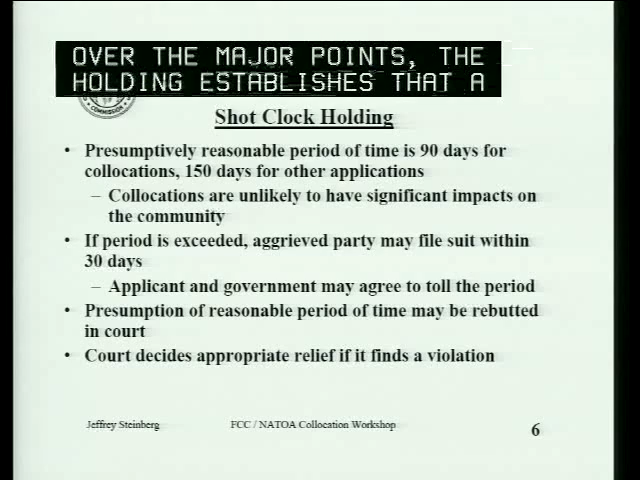 OVER THE MAJOR POINTS, THE
HOLDING ESTABLISHES THAT A
COMMISSION
Shot Clock Holding
• Presumptively reasonable period of time is 90 days for
collocations, 150 days for other applications
– Collocations are unlikely to have significant impacts on
the community
• If period is exceeded, aggrieved party may file suit within
30 days
– Applicant and government may agree to toll the period
• Presumption of reasonable period of time may be rebutted
in court
• Court decides appropriate relief if it finds a violation
Jeffrey Steinberg
FCC / NATOA Collocation Workshop
6